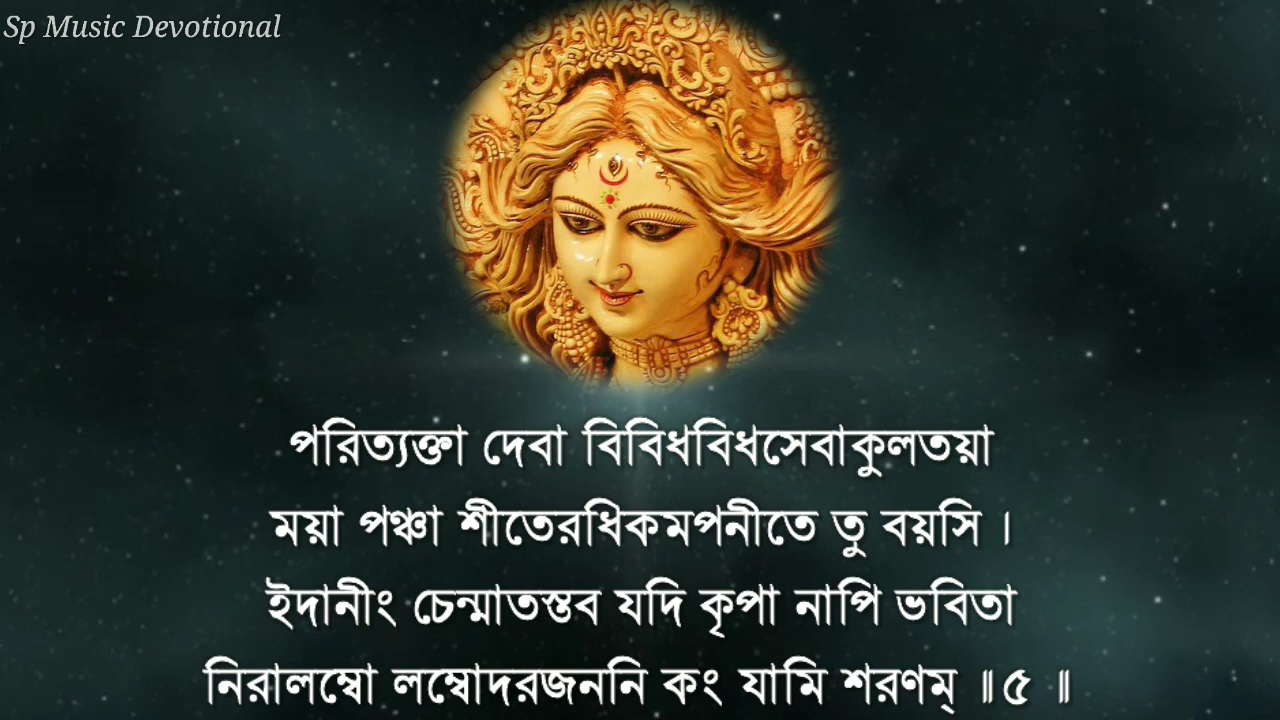 Sp Music Devotional
পরিত্যক্তা দেবা বিবিধবিধসেবাকুলতয়া
ময়া পঞ্চা শীতেরধিকমপনীতে তু বয়সি ।
ইদানীং চেন্মাতস্তব যদি কৃপা নাপি ভবিতা
নিরালম্বো লম্বোদরজননি কং যামি শরণম্ ॥৫ ॥